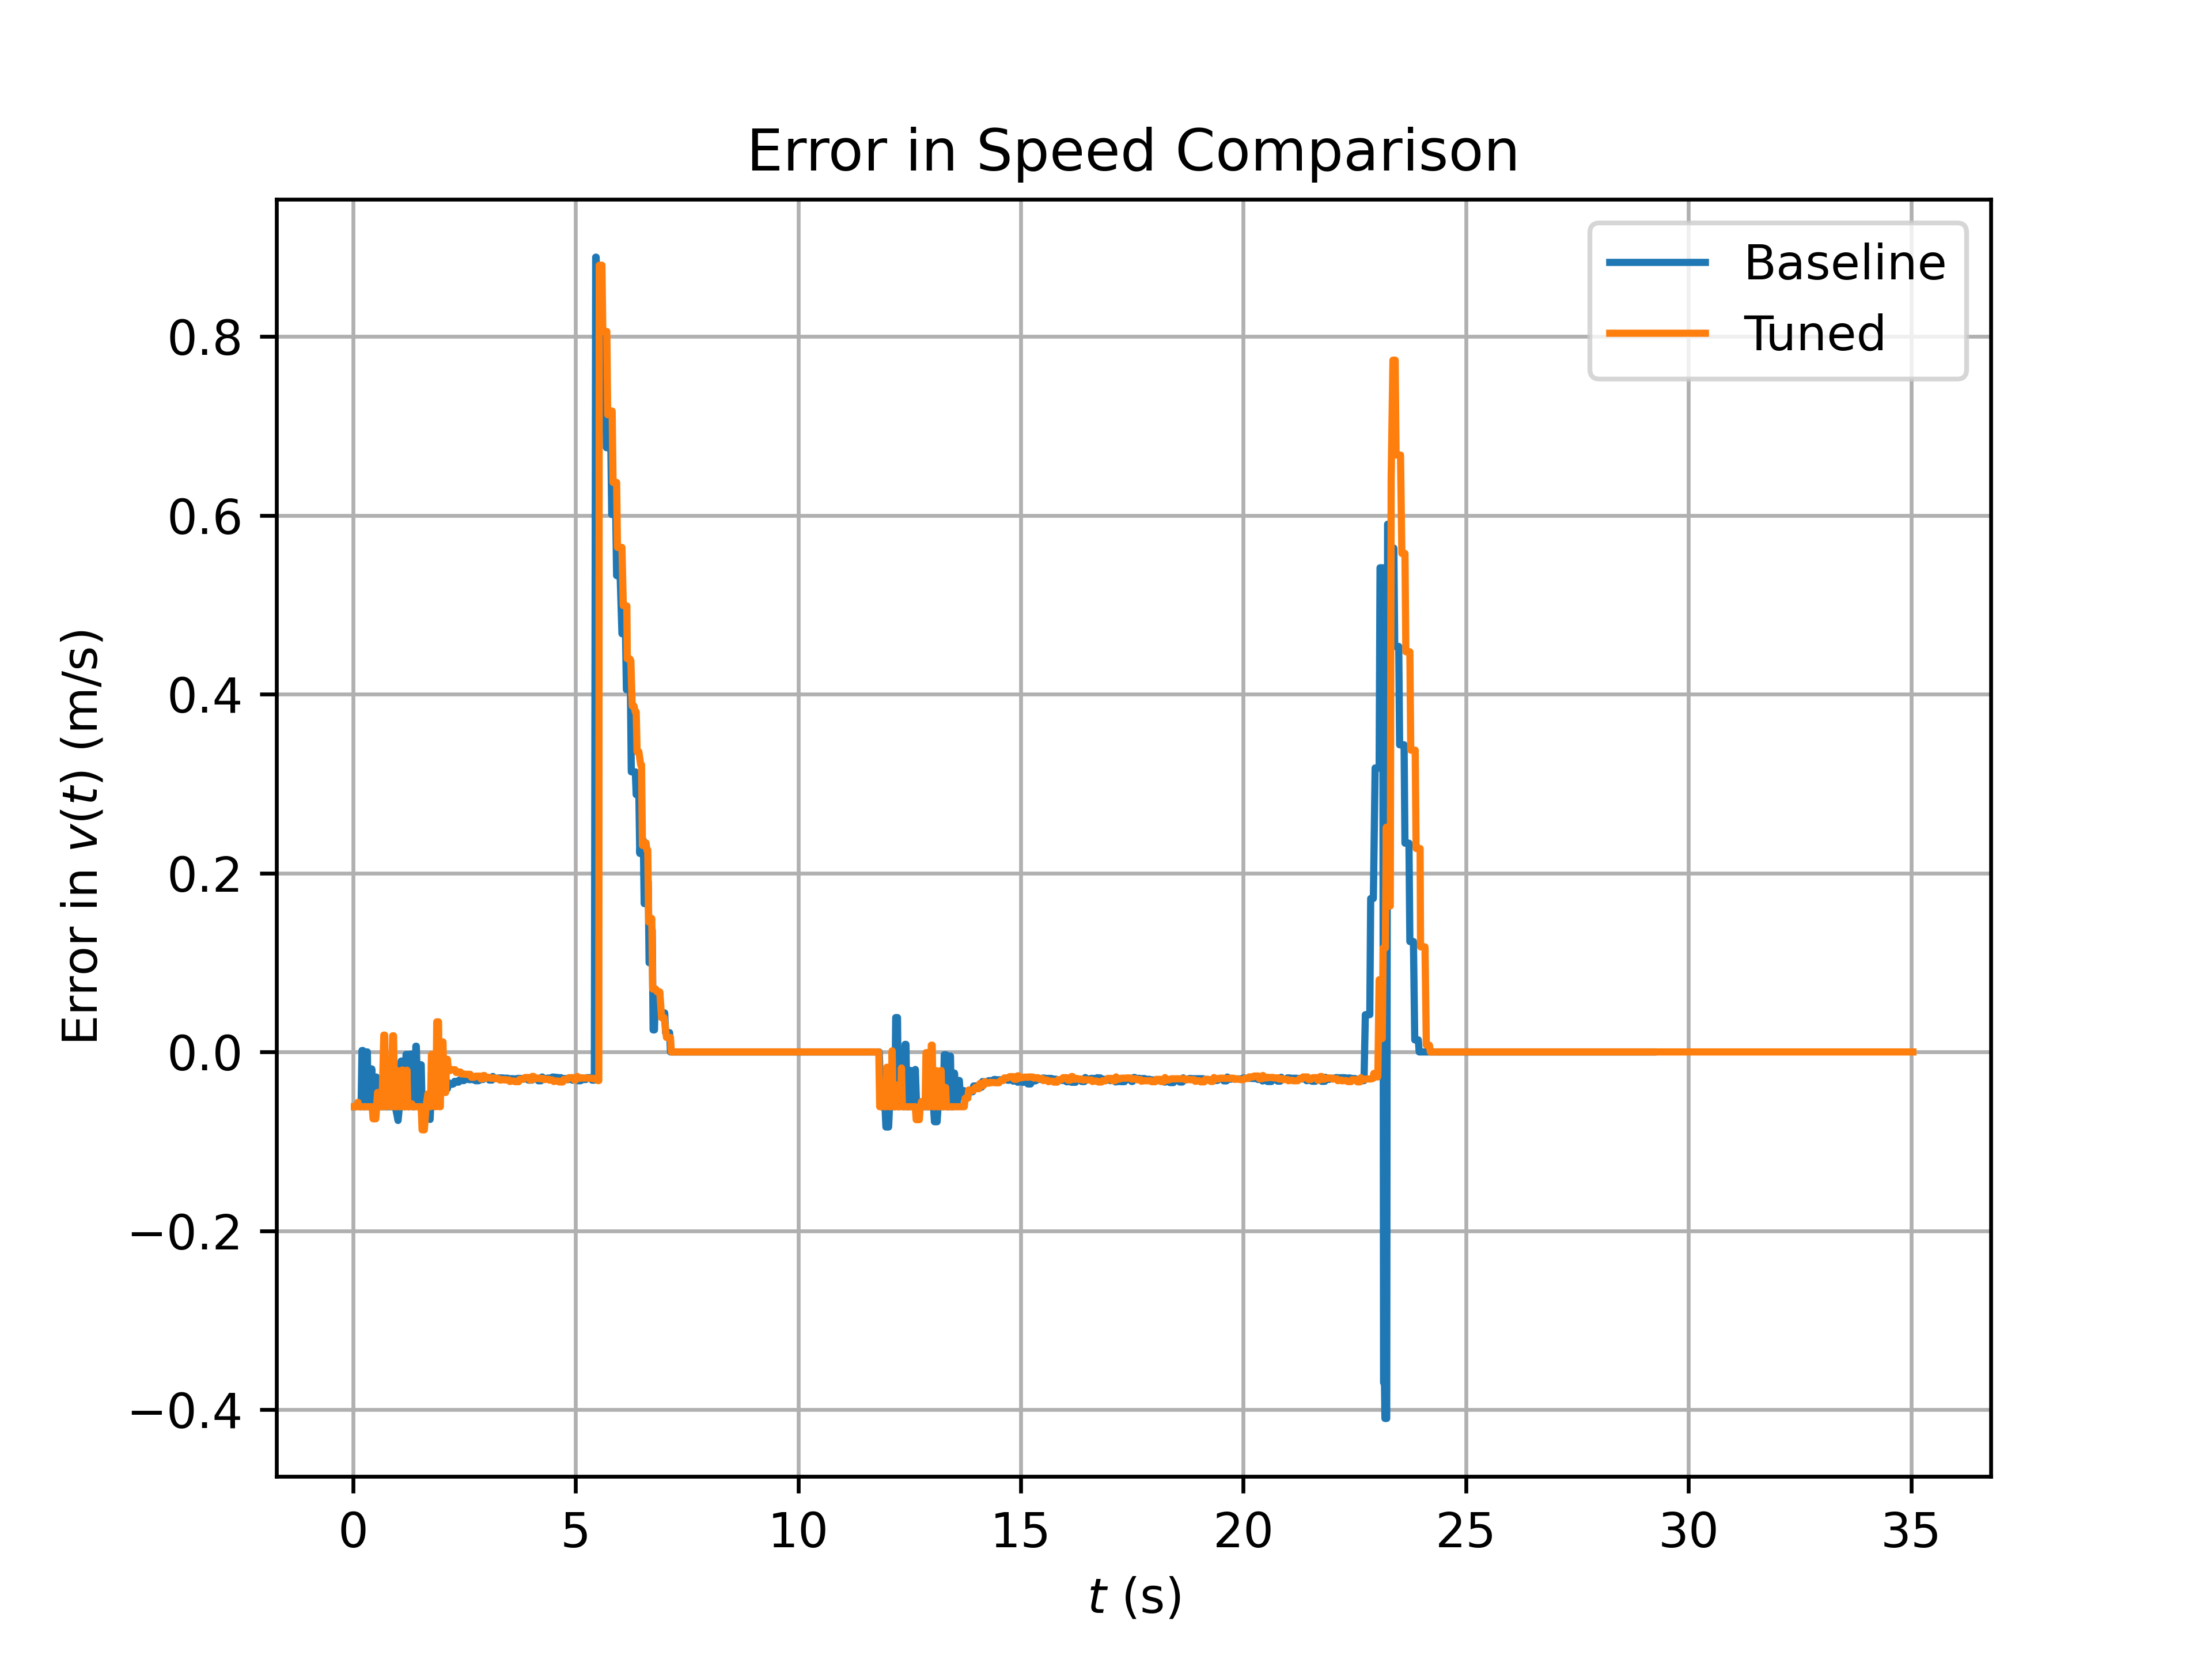 Error in Speed Comparison
Baseline
Tuned
0.8
0.6
0.4
0.2
0.0
−0.2
−0.4
Error in v(t) (m/s)
0 5 10 15 20 25 30 35
t (s)